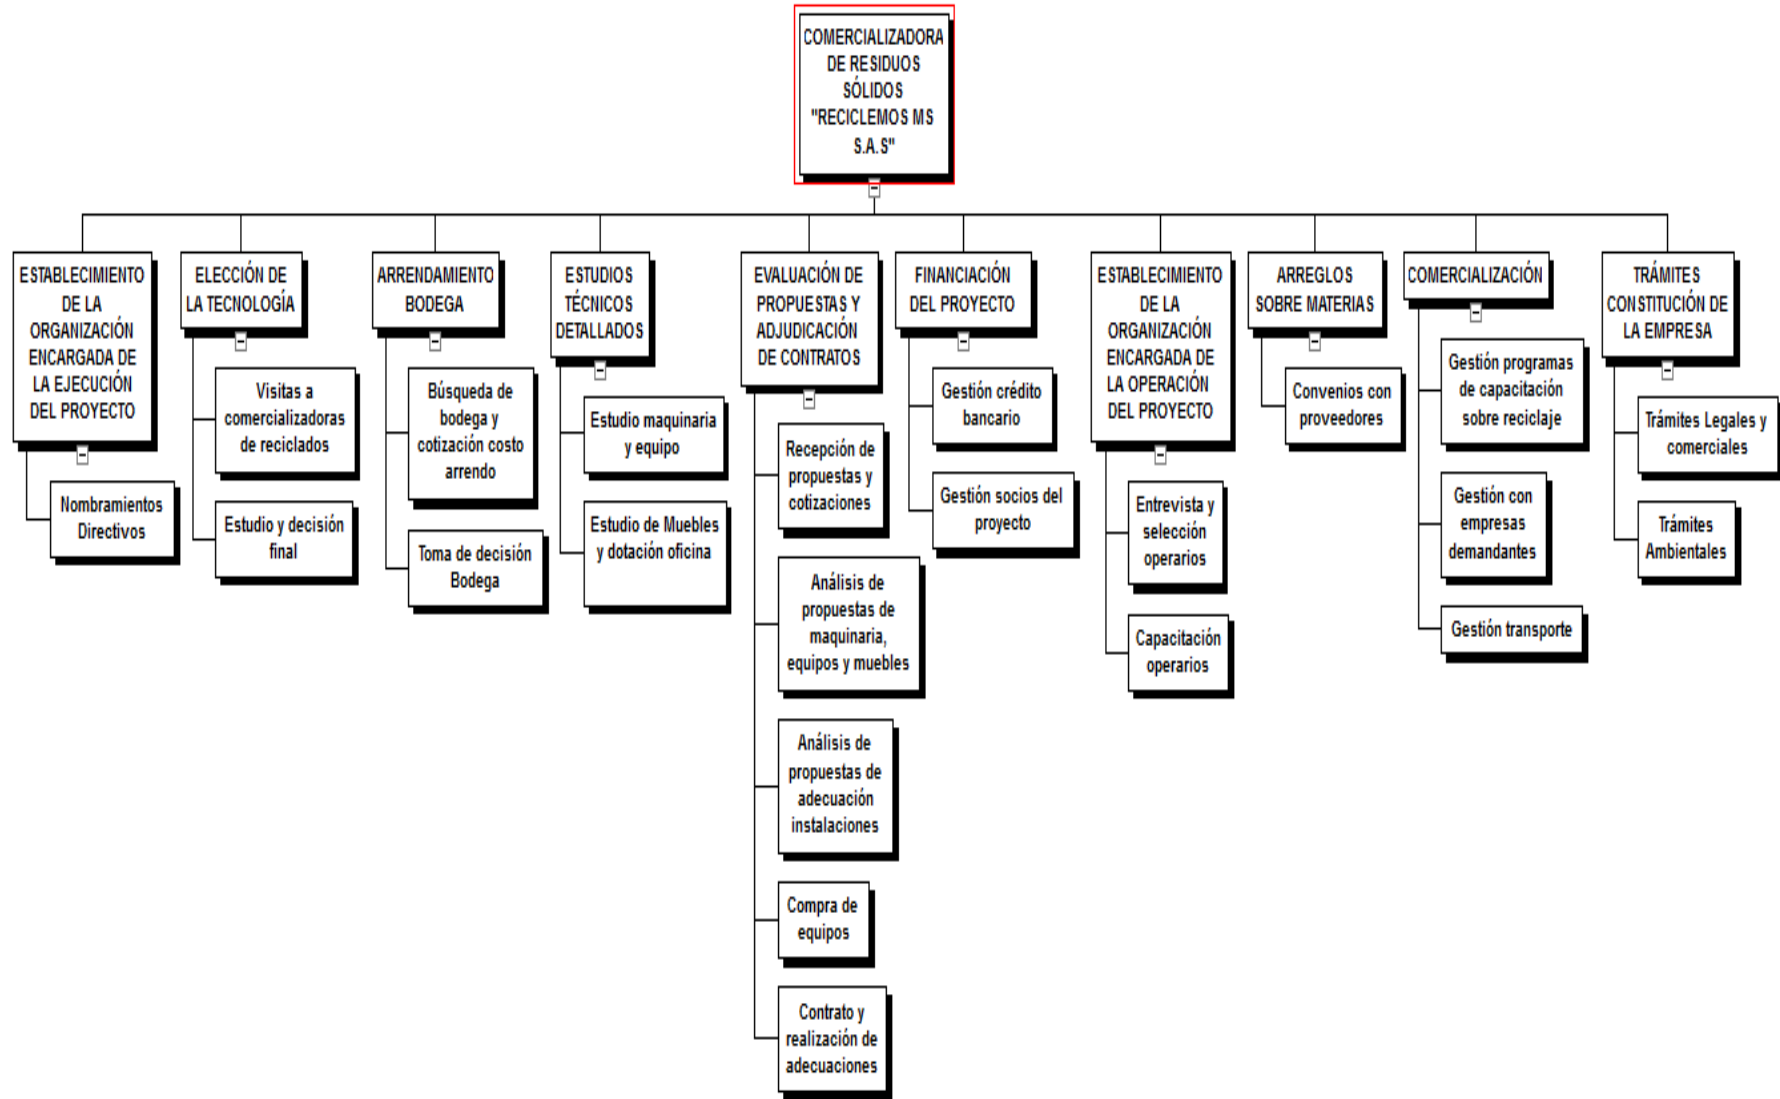 COMERCIALIZADORA
DE RESIDUOS
SÓLIDOS
"RECICLEMOS MS
S.A.S"
ESTABLECIMIENTO
DE LA
ORGANIZACIÓN
ENCARGADA DE
LA EJECUCIÓN
DEL PROYECTO
Nombramientos
Directivos
ELECCIÓN DE
LA TECNOLOGÍA
Visitas a
comercializadoras
de reciclados
Estudio y decisión
final
ARRENDAMIENTO
BODEGA
Búsqueda de
bodega y
cotización costo
arrendo
Toma de decisión
Bodega
ESTUDIOS
TÉCNICOS
DETALLADOS
Estudio maquinaria
y equipo
Estudio de Muebles
y dotación oficina
EVALUACIÓN DE
PROPUESTAS Y
ADJUDICACIÓN
DE CONTRATOS
Recepción de
propuestas y
cotizaciones
Análisis de
propuestas de
maquinaria,
equipos y muebles
Análisis de
propuestas de
adecuación
instalaciones
Compra de
equipos
Contrato y
realización de
adecuaciones
FINANCIACIÓN
DEL PROYECTO
Gestión crédito
bancario
Gestión socios del
proyecto
ESTABLECIMIENTO
DE LA
ORGANIZACIÓN
ENCARGADA DE
LA OPERACIÓN
DEL PROYECTO
Entrevista y
selección
operarios
Capacitación
operarios
ARREGLOS
SOBRE MATERIAS
Convenios con
proveedores
COMERCIALIZACIÓN
Gestión programas
de capacitación
sobre reciclaje
Gestión con
empresas
demandantes
Gestión transporte
TRÁMITES
CONSTITUCIÓN DE
LA EMPRESA
Trámites Legales y
comerciales
Trámites
Ambientales